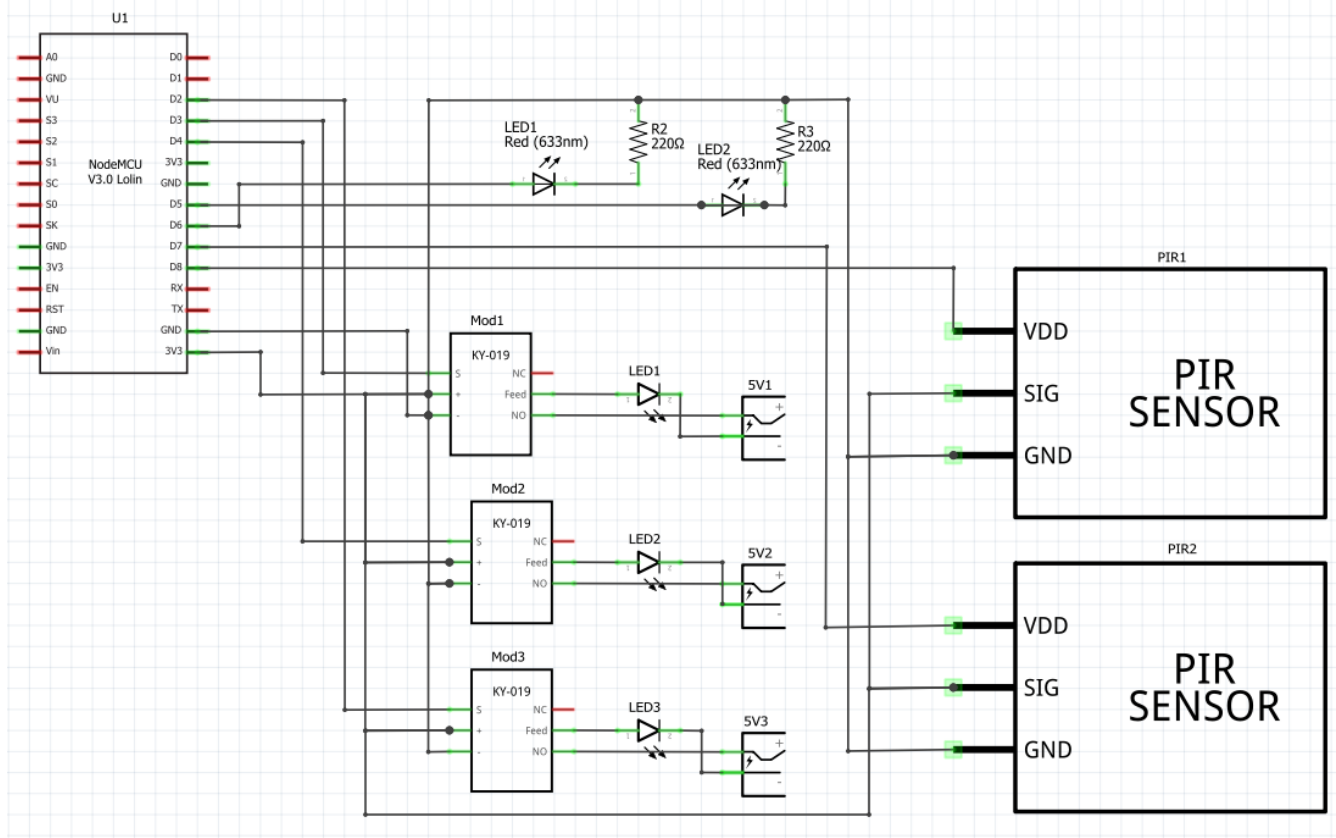 U1
A0 D0
GND D1
VU D2
S3 D3
S2 D4
S1 3V3
NodeMCU
V3.0 Lolin
SC GND
S0 D5
SK D6
GND D7
3V3 D8
EN RX
RST TX
GND GND
Vin 3V3
LED1
Red (633nm)
R2
220Ω
LED2
Red (633nm)
R3
220Ω
Mod1
KY-019
S NC
+ Feed
- NO
LED1
5V1
+
-
Mod2
KY-019
S NC
+ Feed
- NO
LED2
5V2
+
-
Mod3
KY-019
S NC
+ Feed
- NO
LED3
5V3
+
-
PIR1
VDD
SIG
GND
PIR
SENSOR
PIR2
VDD
SIG
GND
PIR
SENSOR